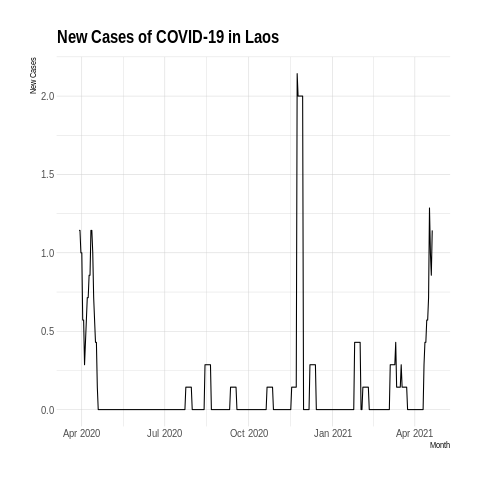 New Cases of COVID-19 in Laos
New Cases
2.0
1.5
1.0
0.5
0.0
Apr 2020 Jul 2020 Oct 2020 Jan 2021 Apr 2021
Month